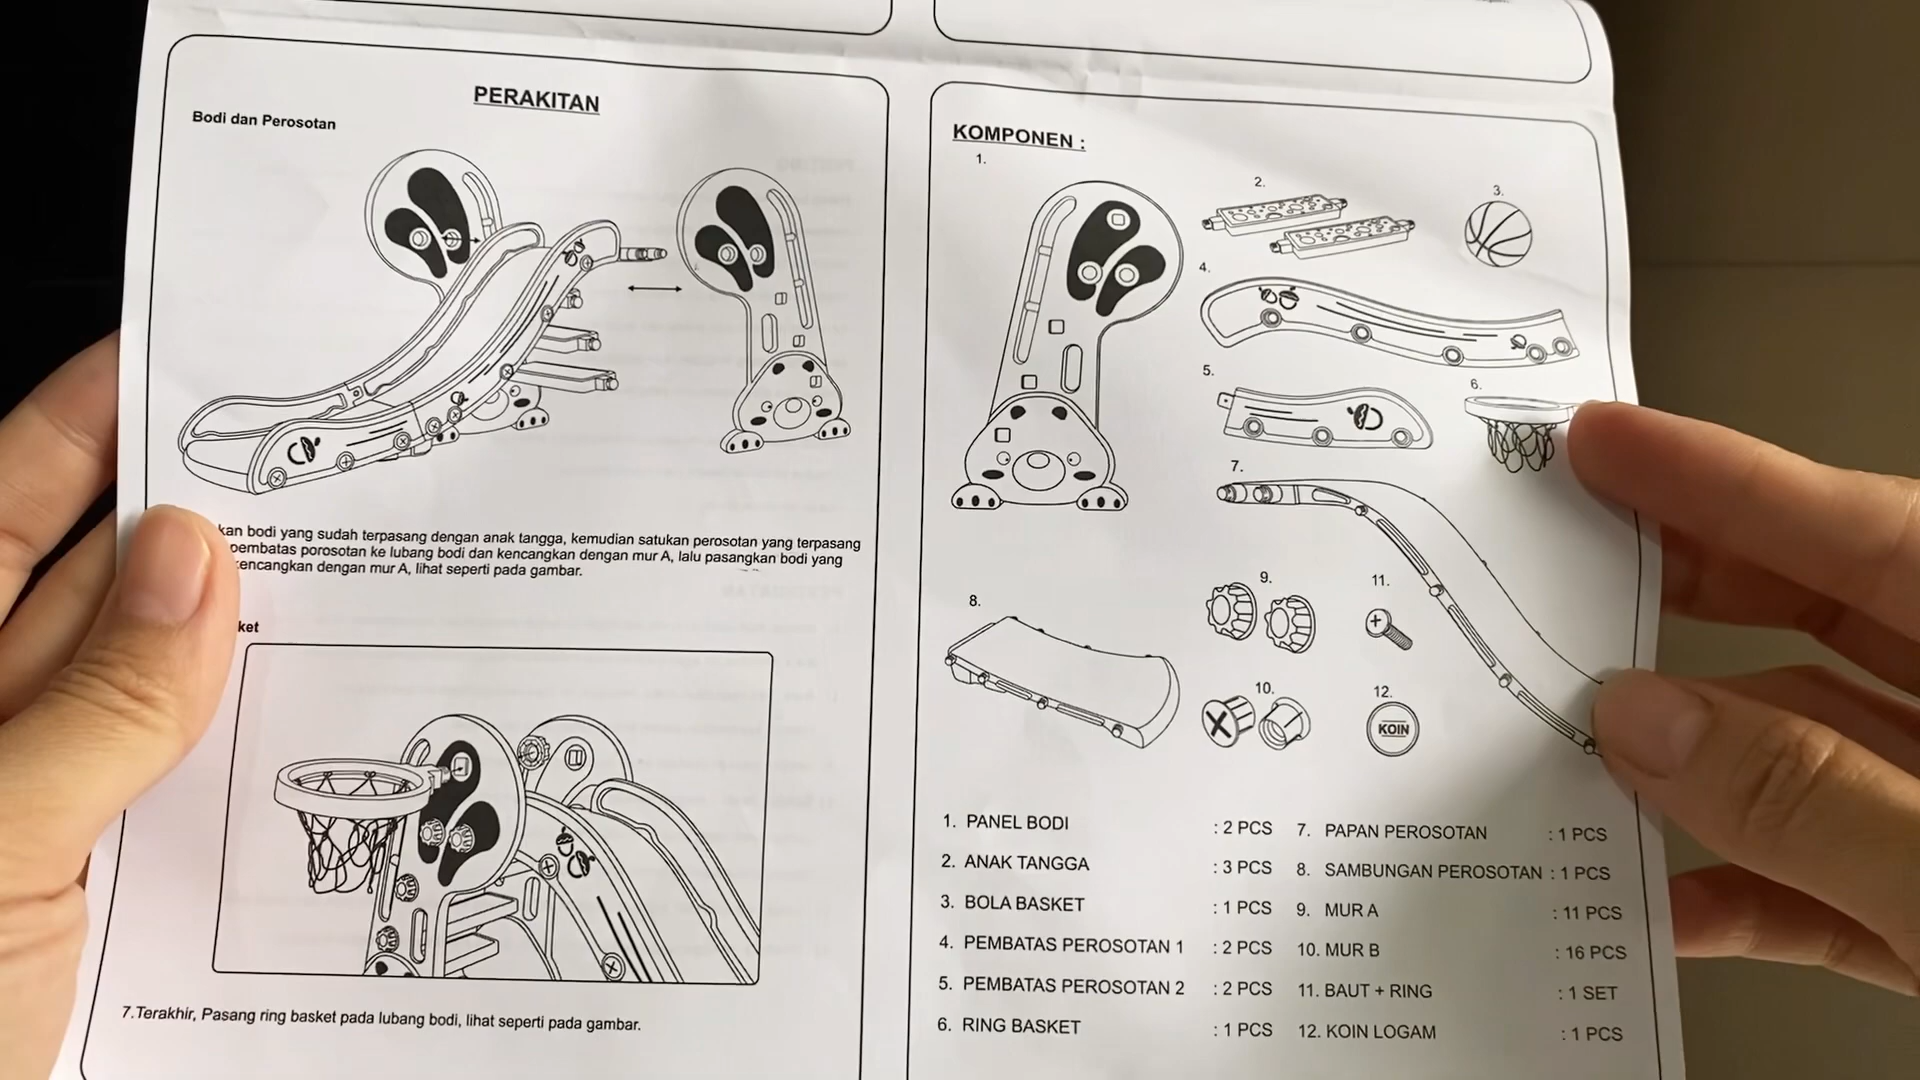 PERAKITAN
Bodi dan Perosotan
kan bodi yang sudah terpasang dengan anak tangga, kemudian satukan perosotan yang terpasang
pembatas porosotan ke lubang bodi dan kencangkan dengan mur A, lalu pasangkan bodi yang
kencangkan dengan mur A, lihat seperti pada gambar.
ket
7.Terakhir, Pasang ring basket pada lubang bodi, lihat seperti pada gambar.
KOMPONEN :
1.
2.
3.
4.
5.
6.
7.
8.
9.
10.
11.
12.
KOIN
1. PANEL BODI : 2 PCS
2. ANAK TANGGA : 3 PCS
3. BOLA BASKET : 1 PCS
4. PEMBATAS PEROSOTAN 1 : 2 PCS
5. PEMBATAS PEROSOTAN 2 : 2 PCS
6. RING BASKET : 1 PCS
7. PAPAN PEROSOTAN : 1 PCS
8. SAMBUNGAN PEROSOTAN : 1 PCS
9. MUR A : 11 PCS
10. MUR B : 16 PCS
11. BAUT + RING : 1 SET
12. KOIN LOGAM : 1 PCS